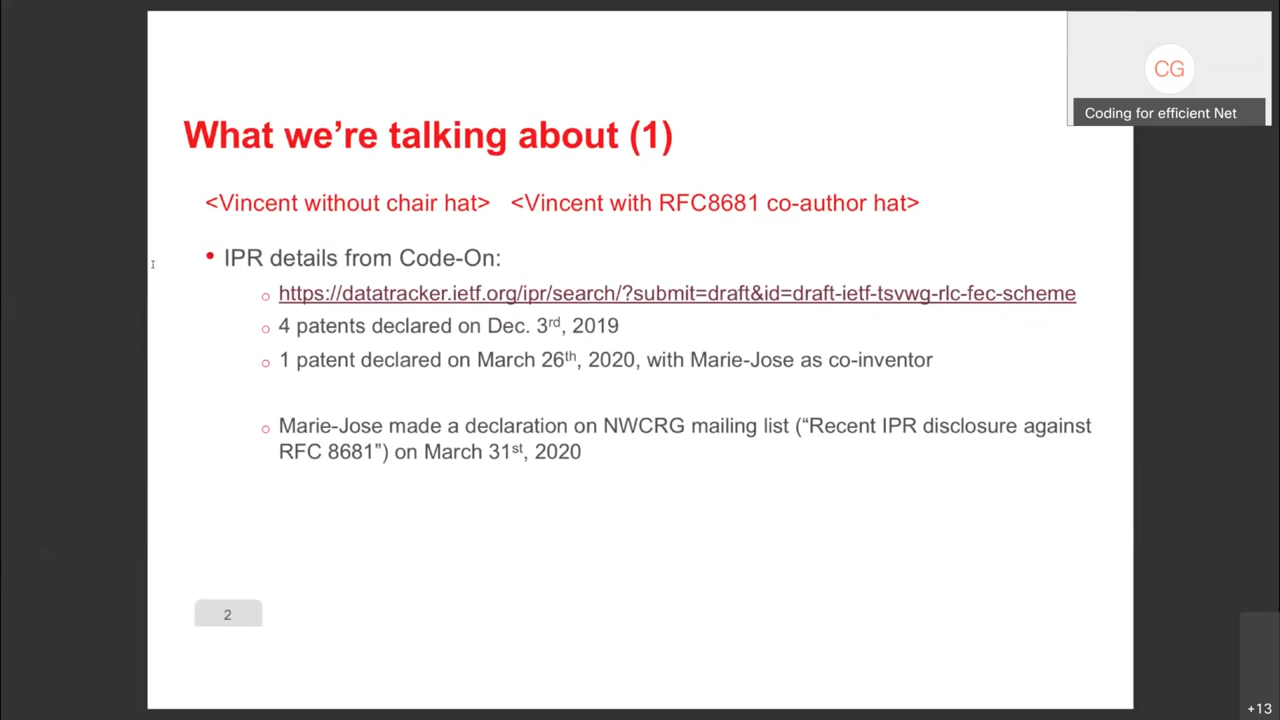 CG
Coding for efficient Net
What we're talking about (1)
<Vincent without chair hat> <Vincent with RFC8681 co-author hat>
• IPR details from Code-On:
○ https://datatracker.ietf.org/ipr/search/?submit=draft&id=draft-ietf-tsvwg-rlc-fec-scheme
○ 4 patents declared on Dec. 3rd, 2019
○ 1 patent declared on March 26th, 2020, with Marie-Jose as co-inventor
○ Marie-Jose made a declaration on NWCRG mailing list (“Recent IPR disclosure against
RFC 8681”) on March 31st, 2020
2
+13